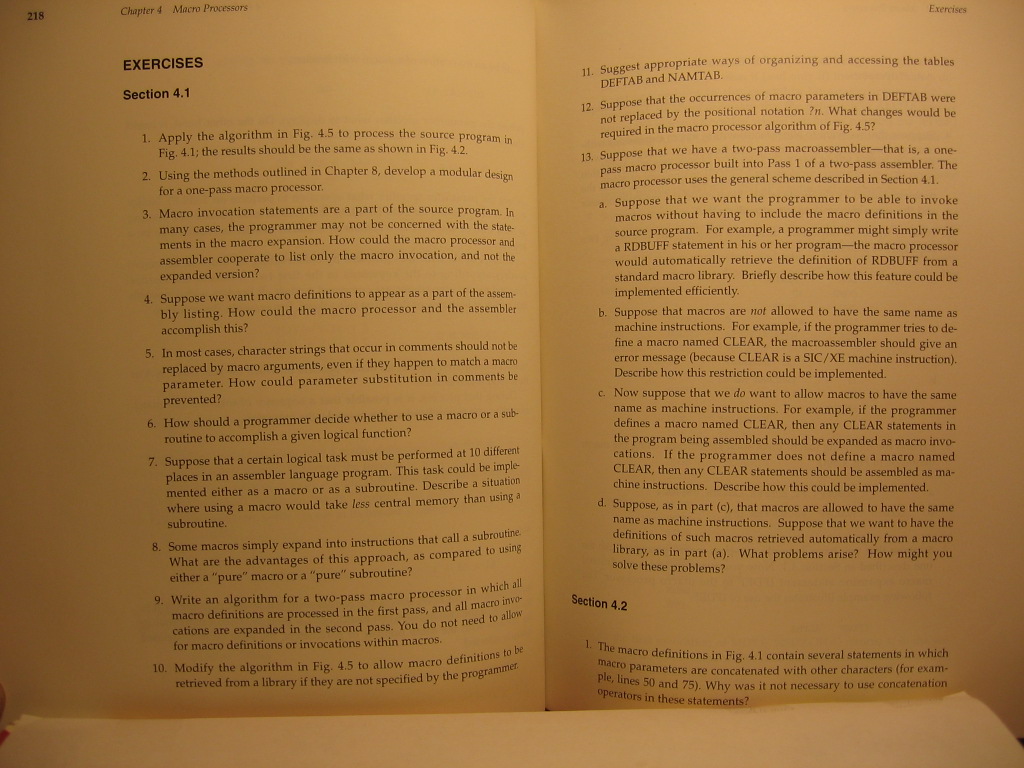 218
Chapter 4 Macro Processors
EXERCISES
Section 4.1
1. Apply the algorithm in Fig. 4.5 to process the source program in
Fig. 4.1; the results should be the same as shown in Fig. 4.2.
2. Using the methods outlined in Chapter 8, develop a modular design
for a one-pass macro processor.
3. Macro invocation statements are a part of the source program. In
many cases, the programmer may not be concerned with the state-
ments in the macro expansion. How could the macro processor and
assembler cooperate to list only the macro invocation, and not the
expanded version?
4. Suppose we want macro definitions to appear as a part of the assem-
bly listing. How could the macro processor and the assembler
accomplish this?
5. In most cases, character strings that occur in comments should not be
replaced by macro arguments, even if they happen to match a macro
parameter. How could parameter substitution in comments be
prevented?
6. How should a programmer decide whether to use a macro or a sub-
routine to accomplish a given logical function?
7. Suppose that a certain logical task must be performed at 10 different
places in an assembler language program. This task could be imple-
mented either as a macro or as a subroutine. Describe a situation
where using a macro would take less central memory than using a
subroutine.
8. Some macros simply expand into instructions that call a subroutine.
What are the advantages of this approach, as compared to using
either a "pure" macro or a "pure" subroutine?
9. Write an algorithm for a two-pass macro processor in which all
macro definitions are processed in the first pass, and all macro invo-
cations are expanded in the second pass. You do not need to allow
for macro definitions or invocations within macros.
10. Modify the algorithm in Fig. 4.5 to allow macro definitions to be
retrieved from a library if they are not specified by the programmer.
Exercises
11. Suggest appropriate ways of organizing and accessing the tables
DEFTAB and NAMTAB.
12. Suppose that the occurrences of macro parameters in DEFTAB were
not replaced by the positional notation ?n. What changes would be
required in the macro processor algorithm of Fig. 4.5?
13. Suppose that we have a two-pass macroassembler—that is, a one-
pass macro processor built into Pass 1 of a two-pass assembler. The
macro processor uses the general scheme described in Section 4.1.
a. Suppose that we want the programmer to be able to invoke
macros without having to include the macro definitions in the
source program. For example, a programmer might simply write
a RDBUFF statement in his or her program—the macro processor
would automatically retrieve the definition of RDBUFF from a
standard macro library. Briefly describe how this feature could be
implemented efficiently.
b. Suppose that macros are not allowed to have the same name as
machine instructions. For example, if the programmer tries to de-
fine a macro named CLEAR, the macroassembler should give an
error message (because CLEAR is a SIC/XE machine instruction).
Describe how this restriction could be implemented.
c. Now suppose that we do want to allow macros to have the same
name as machine instructions. For example, if the programmer
defines a macro named CLEAR, then any CLEAR statements in
the program being assembled should be expanded as macro invo-
cations. If the programmer does not define a macro named
CLEAR, then any CLEAR statements should be assembled as ma-
chine instructions. Describe how this could be implemented.
d. Suppose, as in part (c), that macros are allowed to have the same
name as machine instructions. Suppose that we want to have the
definitions of such macros retrieved automatically from a macro
library, as in part (a). What problems arise? How might you
solve these problems?
Section 4.2
1. The macro definitions in Fig. 4.1 contain several statements in which
macro parameters are concatenated with other characters (for exam-
ple, lines 50 and 75). Why was it not necessary to use concatenation
operators in these statements?